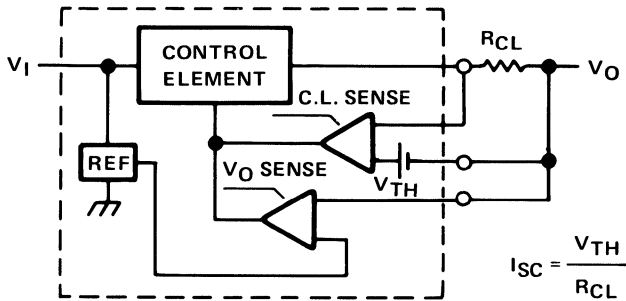 R_CL
CONTROL
ELEMENT
V_I
V_O
C.L. SENSE
REF
V_O SENSE
V_TH
I_SC = V_TH / R_CL